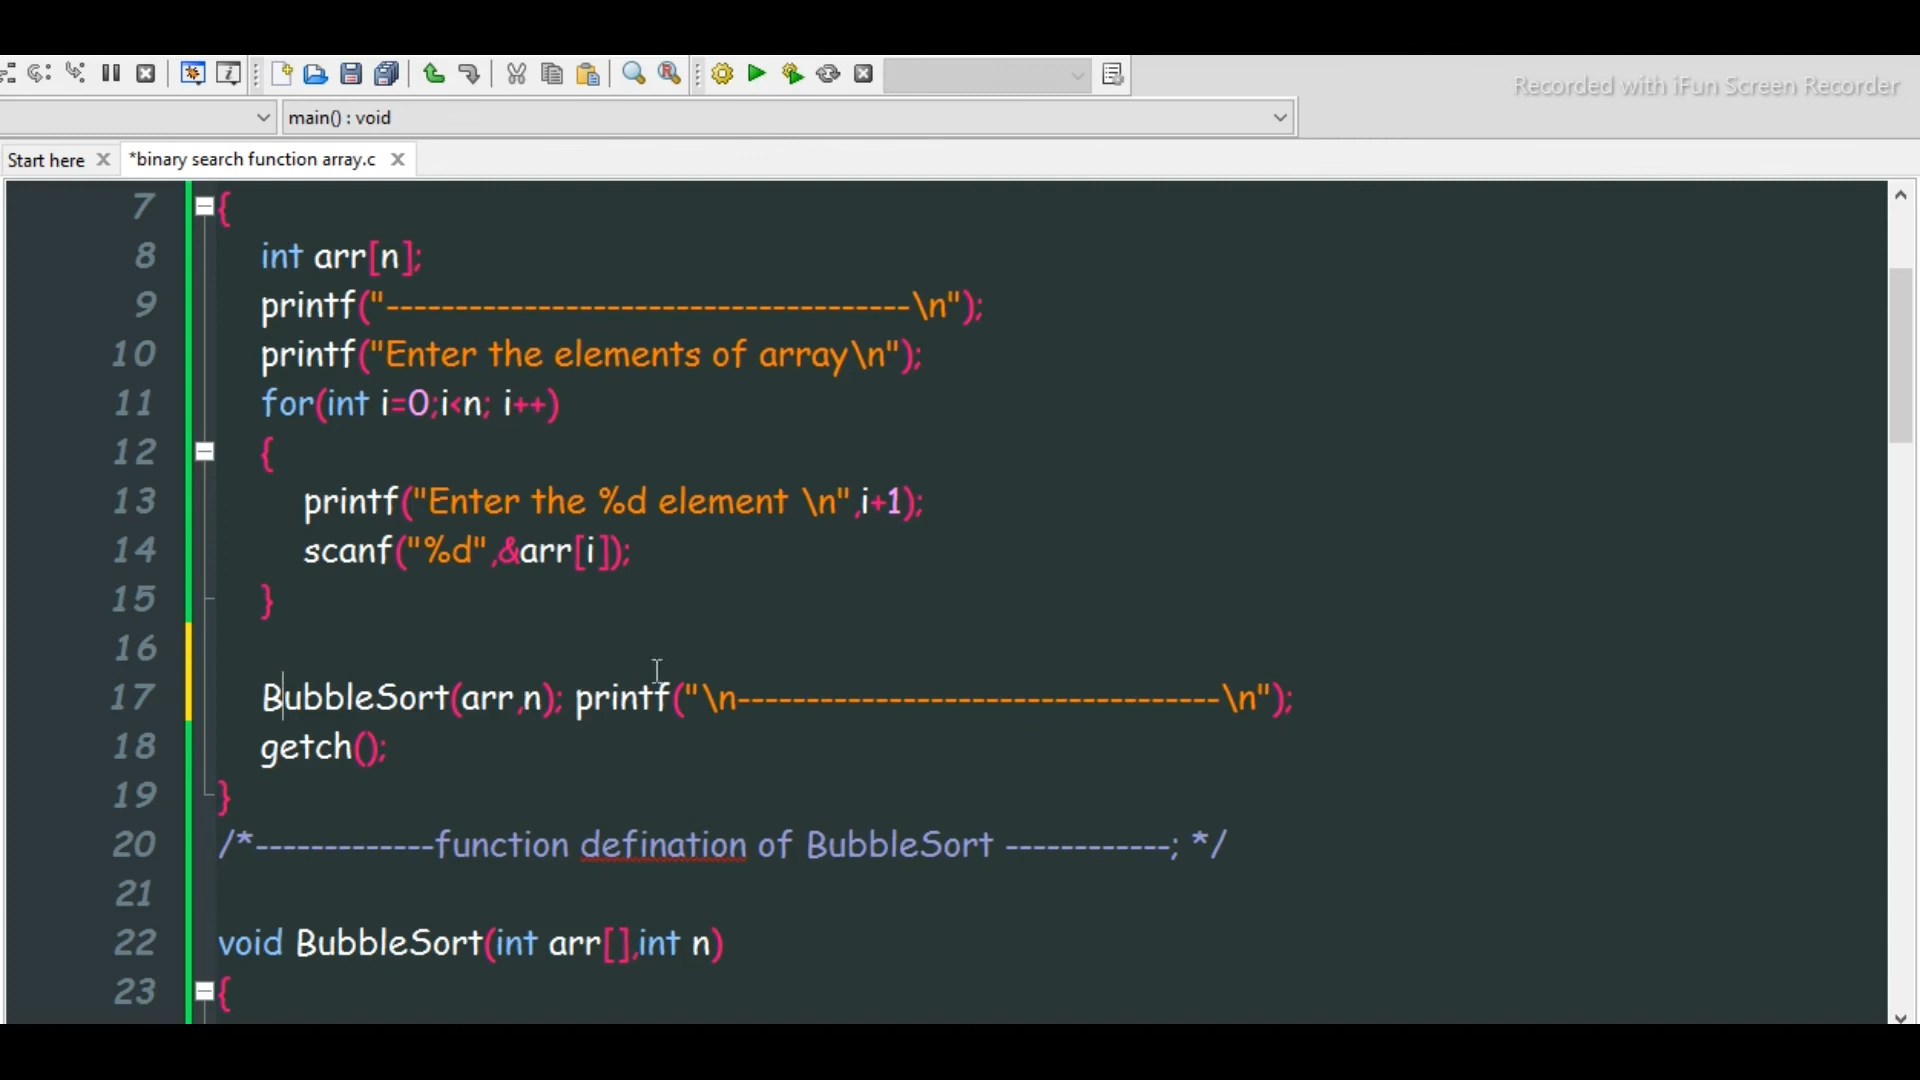 Recorded with iFun Screen Recorder
main() : void
Start here
*binary search function array.c
7 {
8 int arr[n];
9 printf("--------------------------------------\n");
10 printf("Enter the elements of array\n");
11 for(int i=0;i<n; i++)
12 {
13 printf("Enter the %d element \n",i+1);
14 scanf("%d",&arr[i]);
15 }
16
17 BubbleSort(arr,n); printf("\n-----------------------------------\n");
18 getch();
19 }
20 /*-------------function defination of BubbleSort ------------; */
21
22 void BubbleSort(int arr[],int n)
23 {